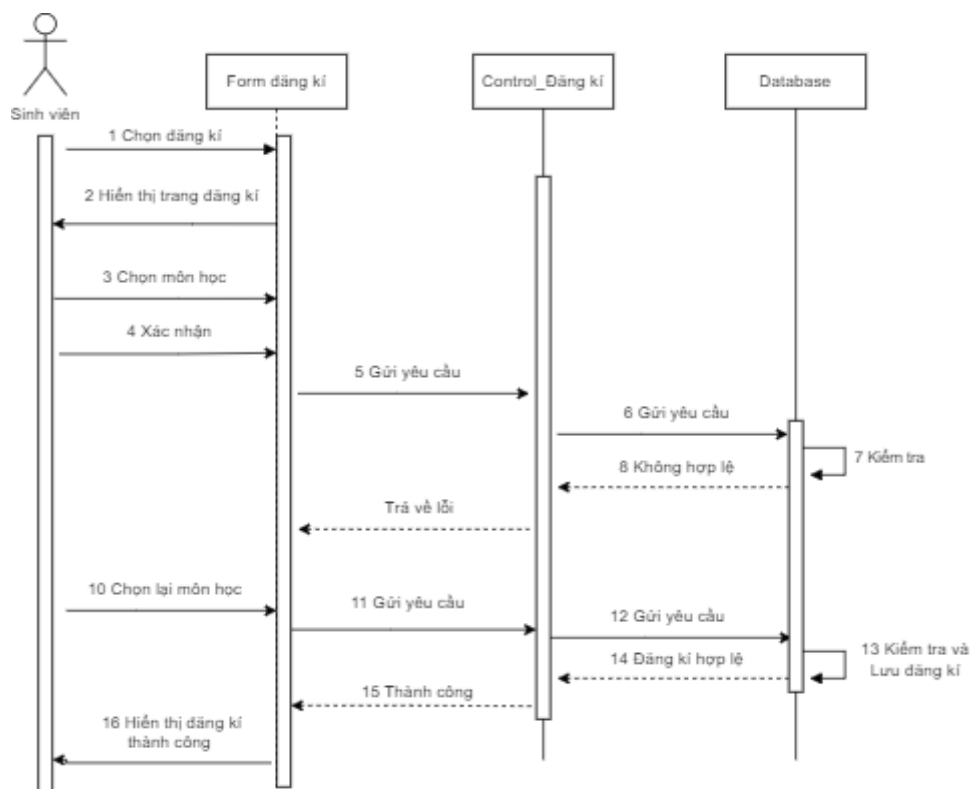 Sinh viên
Form đăng kí
Control_Đăng kí
Database
1 Chọn đăng kí
2 Hiển thị trang đăng kí
3 Chọn môn học
4 Xác nhận
5 Gửi yêu cầu
6 Gửi yêu cầu
7 Kiểm tra
8 Không hợp lệ
Trả về lỗi
10 Chọn lại môn học
11 Gửi yêu cầu
12 Gửi yêu cầu
13 Kiểm tra và
Lưu đăng kí
14 Đăng kí hợp lệ
15 Thành công
16 Hiển thị đăng kí
thành công